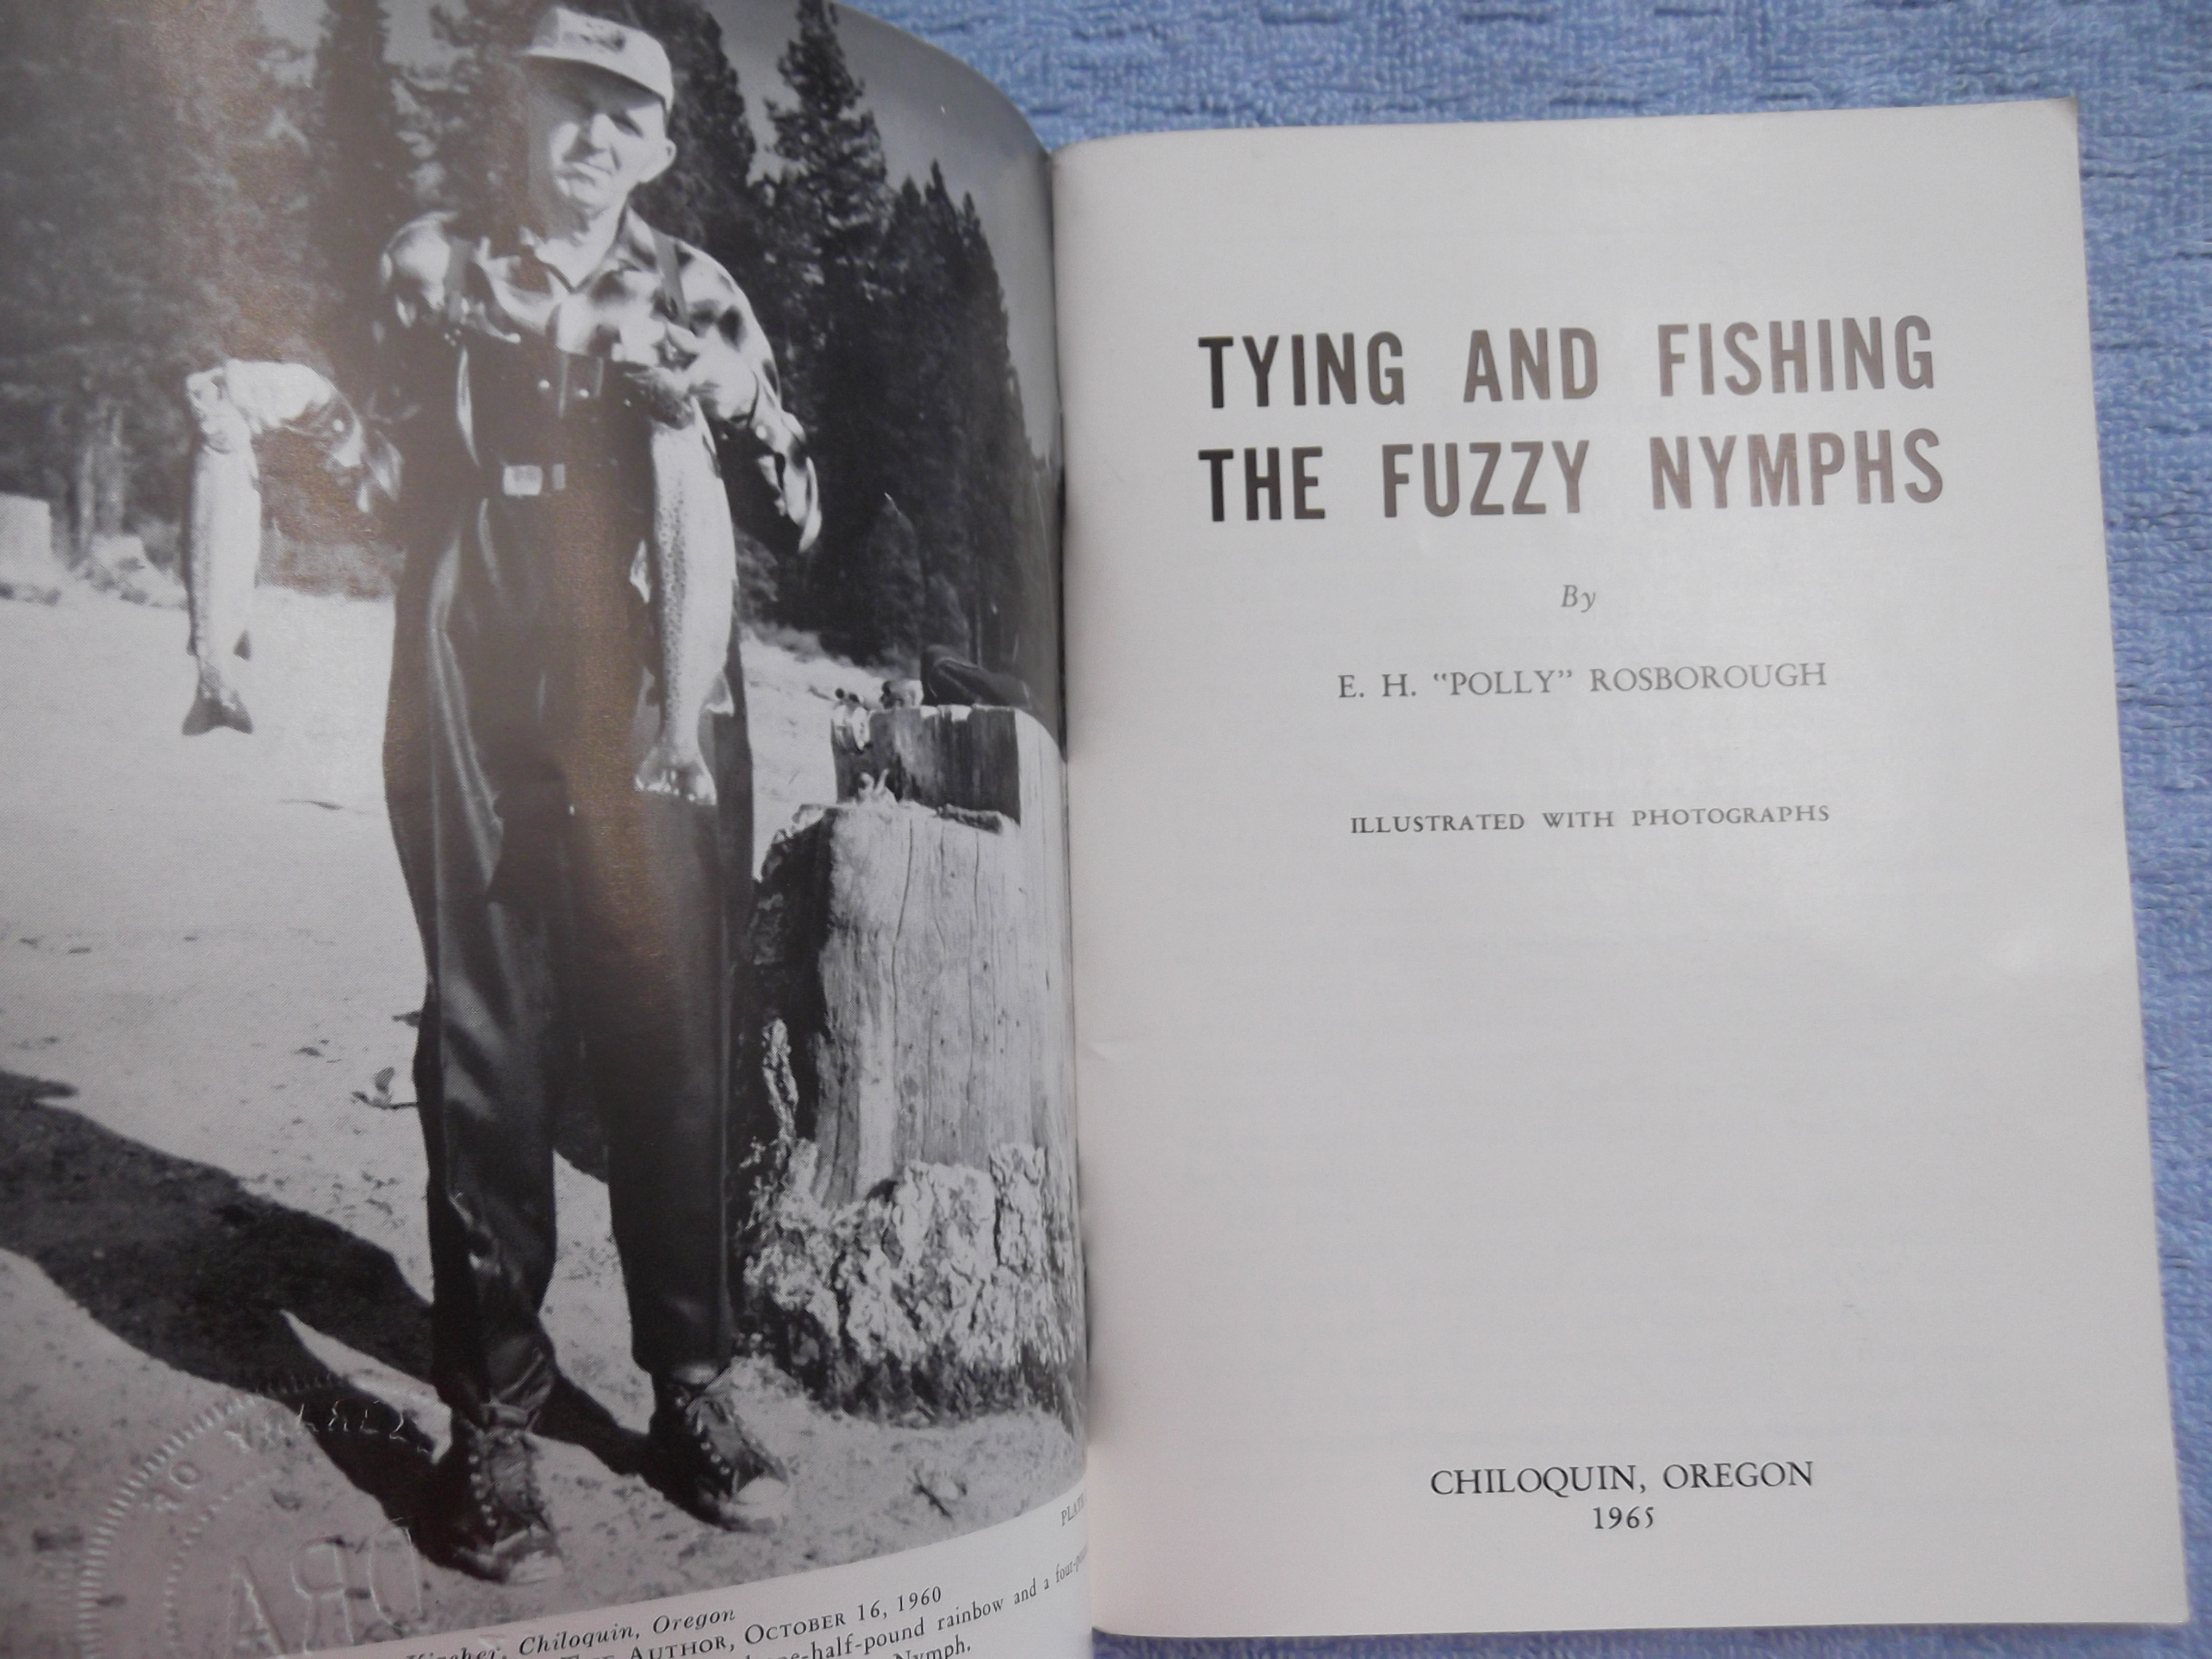 Chiloquin, Oregon
AUTHOR, OCTOBER 16, 1960
-half-pound rainbow and a four-
Nymph.
TYING AND FISHING
THE FUZZY NYMPHS
By
E. H. "POLLY" ROSBOROUGH
ILLUSTRATED WITH PHOTOGRAPHS
CHILOQUIN, OREGON
1965